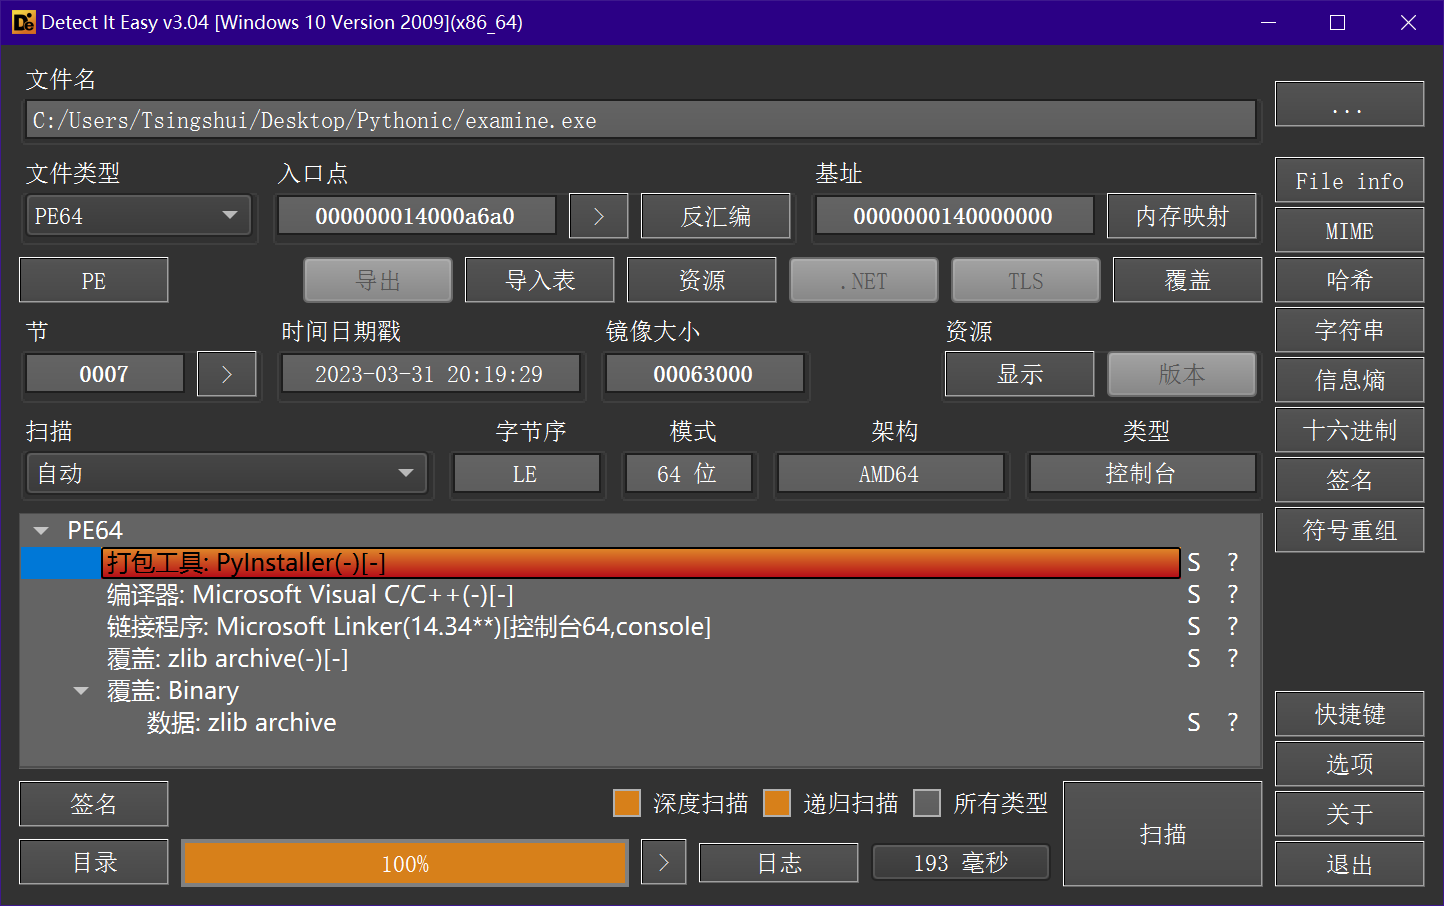 Detect It Easy v3.04 [Windows 10 Version 2009](x86_64)
文件名
C:/Users/Tsingshui/Desktop/Pythonic/examine.exe
...
文件类型
入口点
基址
File info
PE64
000000014000a6a0
>
反汇编
0000000140000000
内存映射
MIME
PE
导出
导入表
资源
.NET
TLS
覆盖
哈希
节
时间日期戳
镜像大小
资源
字符串
0007
>
2023-03-31 20:19:29
00063000
显示
版本
信息熵
扫描
字节序
模式
架构
类型
十六进制
自动
LE
64 位
AMD64
控制台
签名
PE64
符号重组
打包工具: PyInstaller(-)[-]
S ?
编译器: Microsoft Visual C/C++(-)[-]
S ?
链接程序: Microsoft Linker(14.34**)[控制台64,console]
S ?
覆盖: zlib archive(-)[-]
S ?
覆盖: Binary
数据: zlib archive
S ?
快捷键
选项
签名
深度扫描
递归扫描
所有类型
扫描
关于
目录
100%
>
日志
193 毫秒
退出